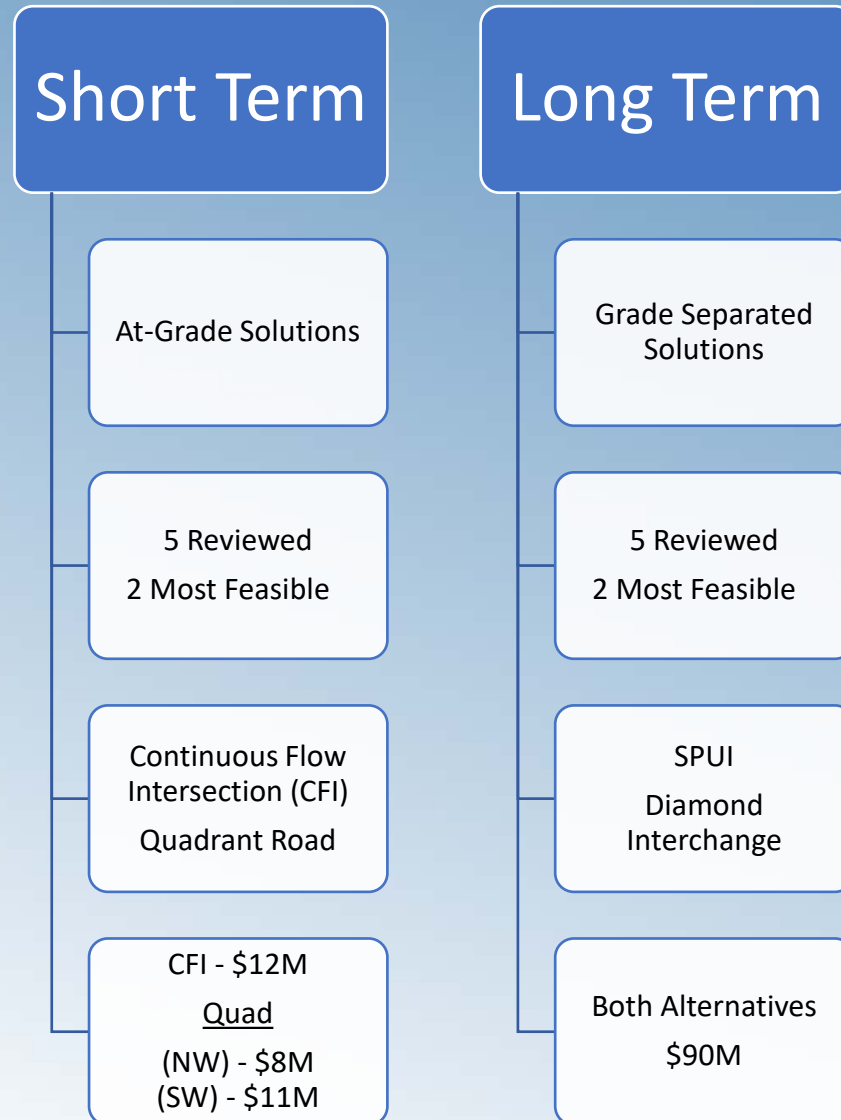 Short Term
At-Grade Solutions
5 Reviewed
2 Most Feasible
Continuous Flow
Intersection (CFI)
Quadrant Road
CFI - $12M
Quad
(NW) - $8M
(SW) - $11M
Long Term
Grade Separated
Solutions
5 Reviewed
2 Most Feasible
SPUI
Diamond
Interchange
Both Alternatives
$90M